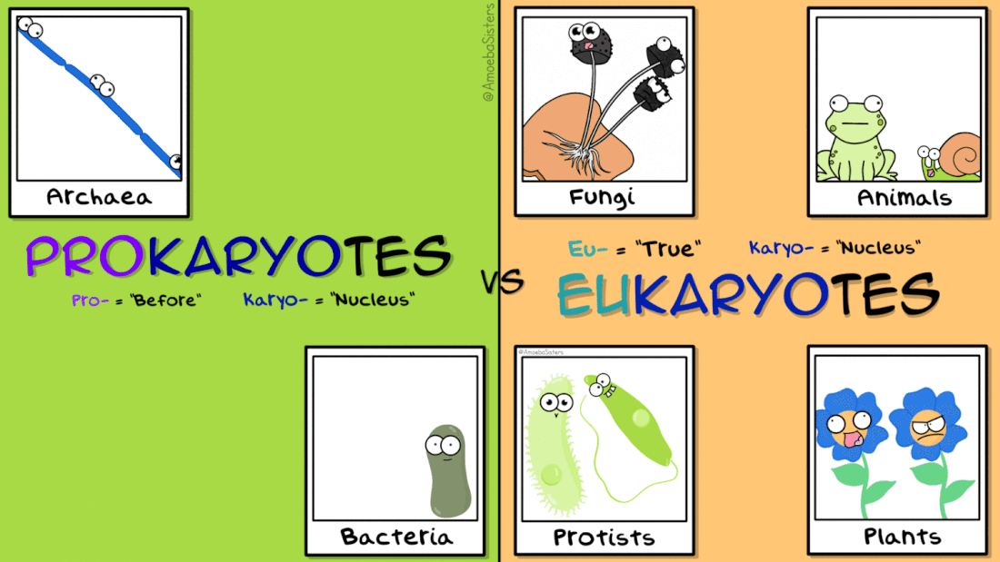 @AmoebaSisters
Archaea
PROKARYOTES
Pro- = "Before"
Karyo- = "Nucleus"
Bacteria
VS
Fungi
Animals
Eu- = "True"
Karyo- = "Nucleus"
EUKARYOTES
@AmoebaSisters
Protists
Plants